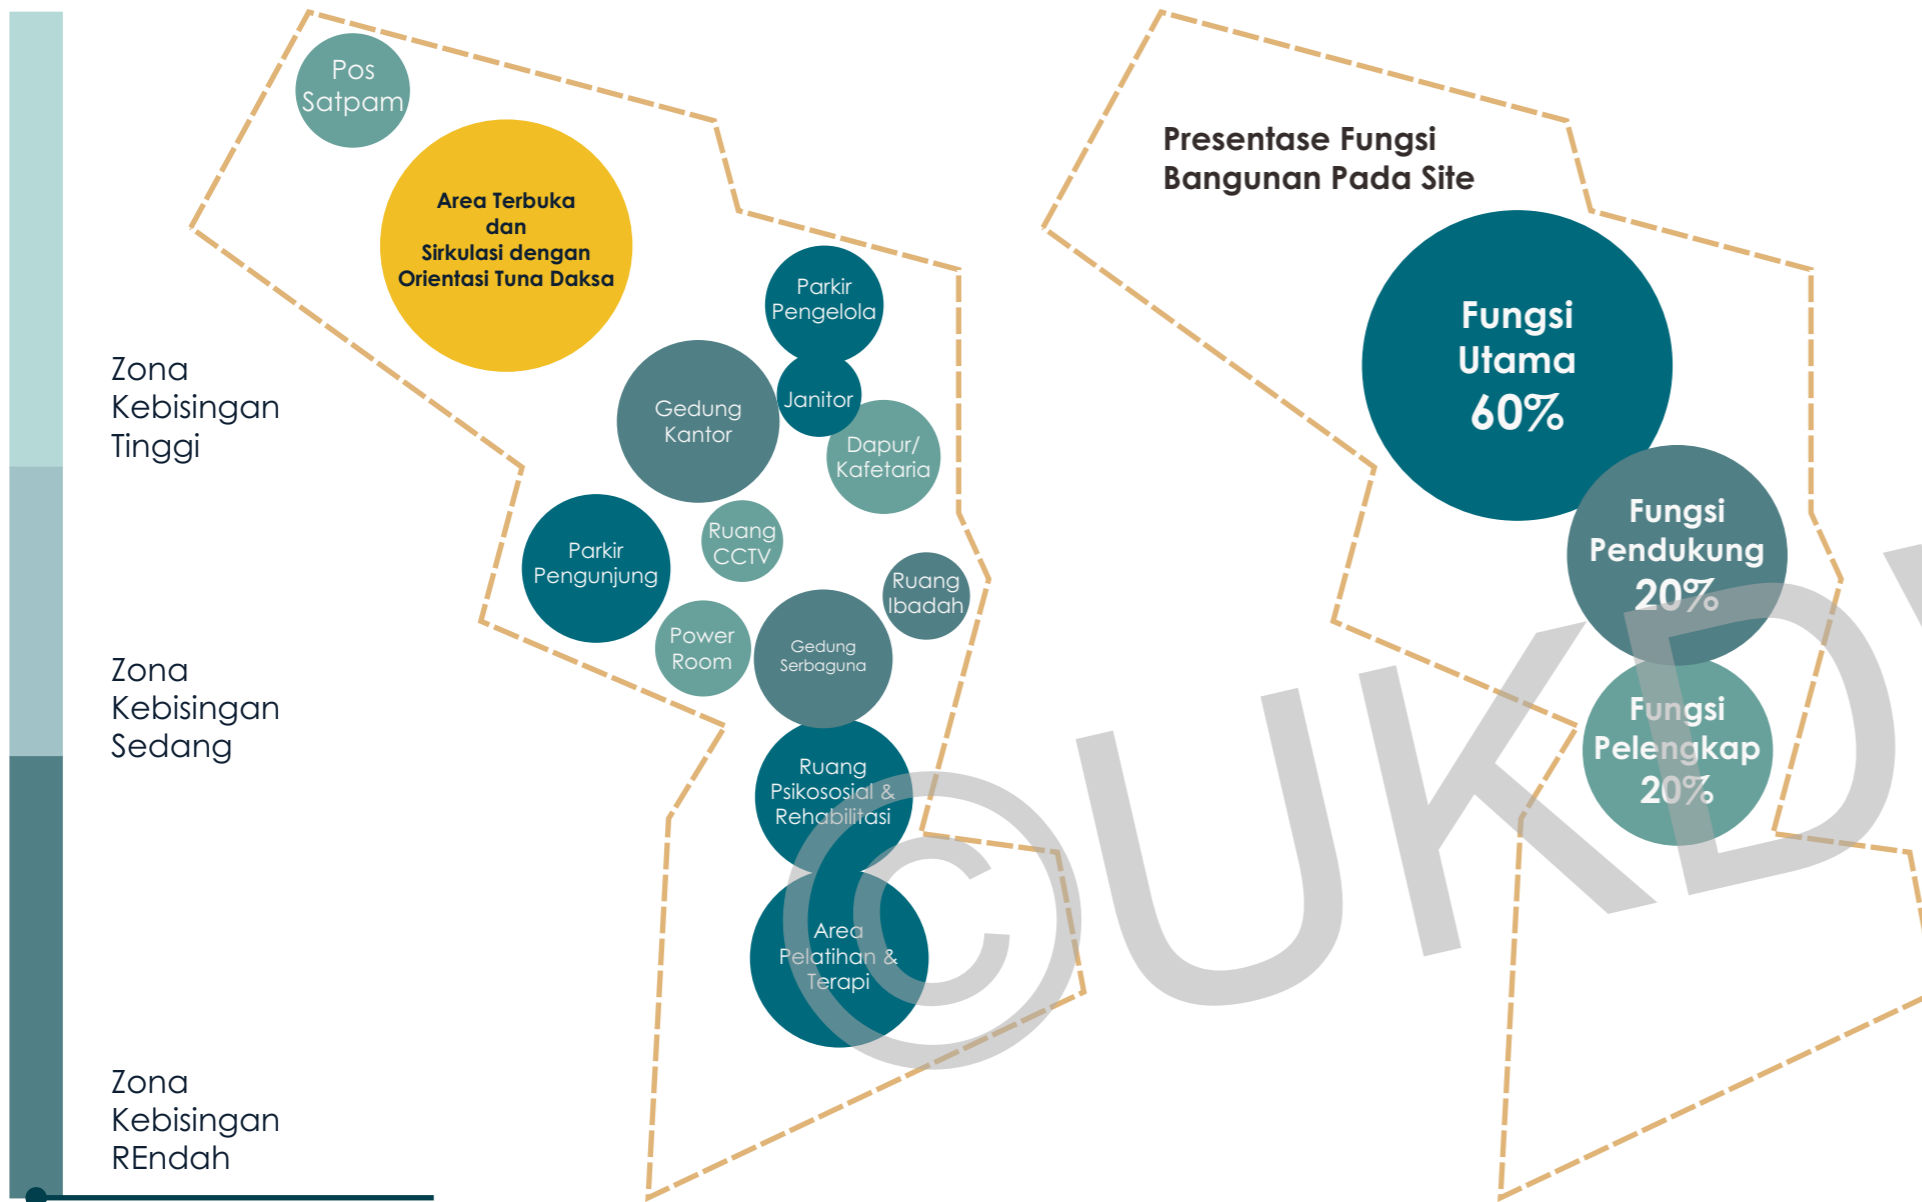 Pos
Satpam
Area Terbuka
dan
Sirkulasi dengan
Orientasi Tuna Daksa
Parkir
Pengelola
Janitor
Gedung
Kantor
Dapur/
Kafetaria
Ruang
CCTV
Parkir
Pengunjung
Ruang
Ibadah
Power
Room
Gedung
Serbaguna
Ruang
Psikososial &
Rehabilitasi
Area
Pelatihan &
Terapi
Zona
Kebisingan
Tinggi
Zona
Kebisingan
Sedang
Zona
Kebisingan
REndah
Presentase Fungsi
Bangunan Pada Site
Fungsi
Utama
60%
Fungsi
Pendukung
20%
Fungsi
Pelengkap
20%
©UKD